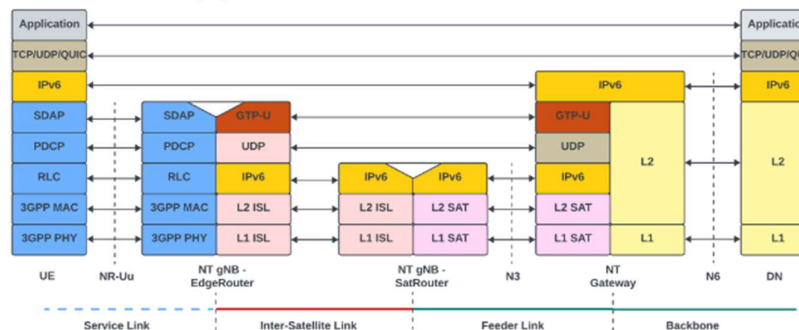 Application Application
TCP/UDP/QUIC TCP/UDP/QU
IPv6 IPv6 IPv6
SDAP SDAP GTP-U GTP-U
PDCP PDCP UDP UDP L2 L2
RLC RLC IPv6 IPv6 IPv6 IPv6
3GPP MAC 3GPP MAC L2 ISL L2 ISL L2 SAT L2 SAT
3GPP PHY 3GPP PHY L1 ISL L1 ISL L1 SAT L1 SAT L1 L1
UE NR-Uu NT gNB - NT gNB - N3 NT N6 DN
EdgeRouter SatRouter Gateway
Service Link Inter-Satellite Link Feeder Link Backbone